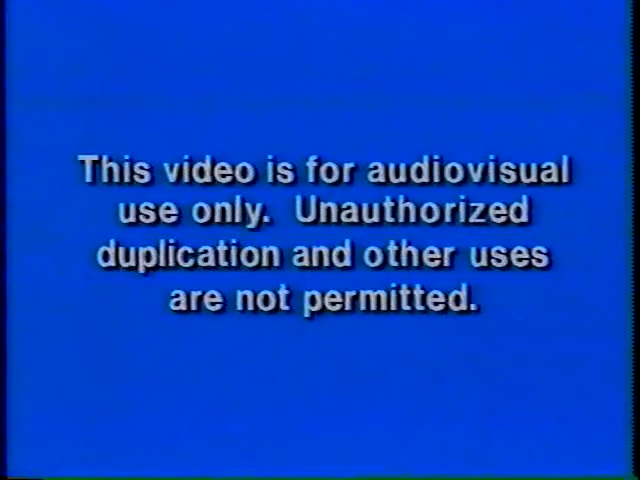 This video is for audiovisual
use only.  Unauthorized
duplication and other uses
are not permitted.